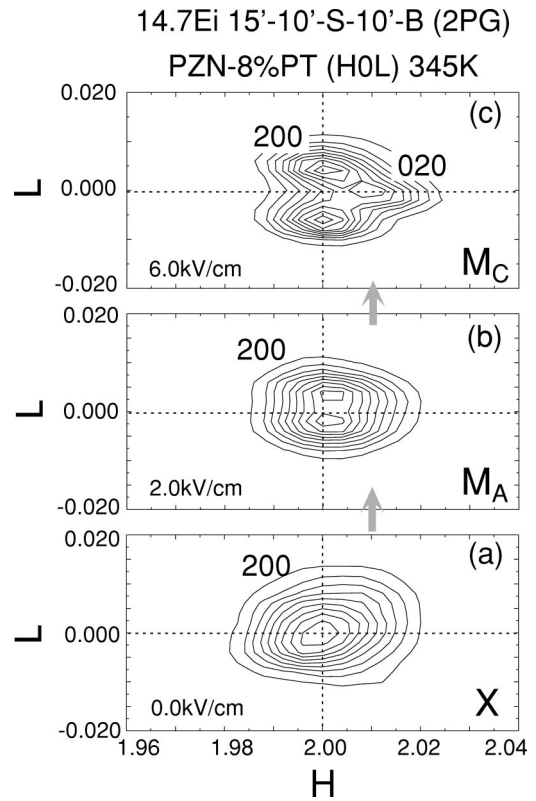 14.7Ei 15'-10'-S-10'-B (2PG)
PZN-8%PT (H0L) 345K
0.020
(c)
200
020
L
0.000
6.0kV/cm
M_C
-0.020
0.020
(b)
200
L
0.000
2.0kV/cm
M_A
-0.020
0.020
(a)
200
L
0.000
0.0kV/cm
X
-0.020
1.96 1.98 2.00 2.02 2.04
H